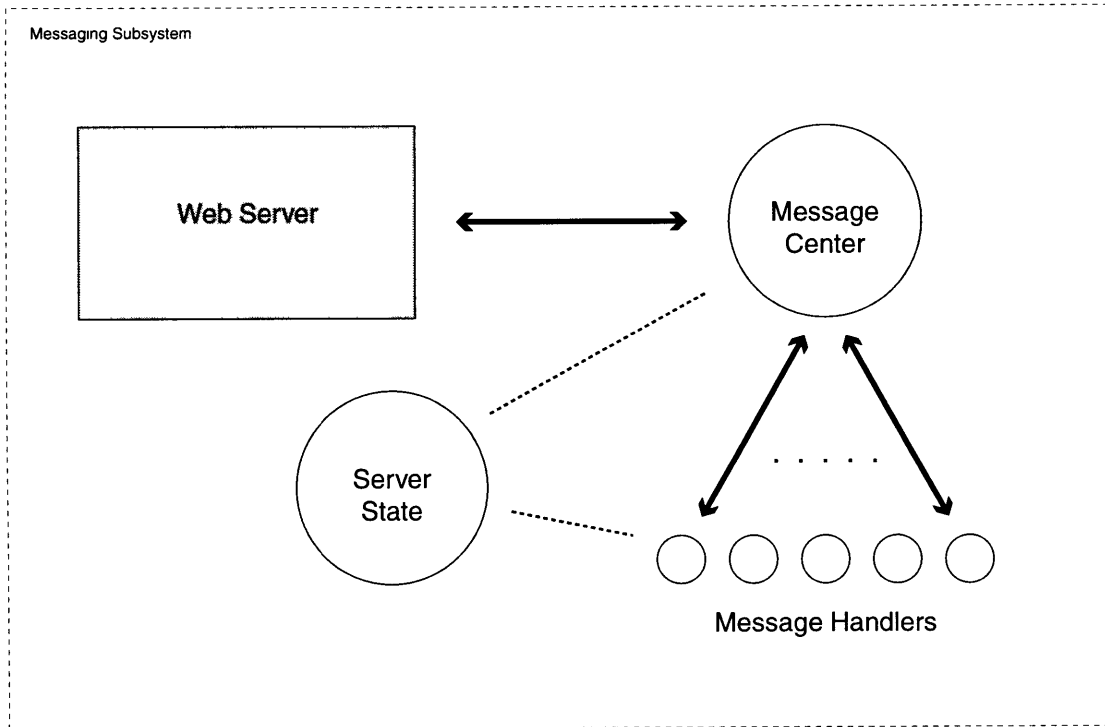 Messaging Subsystem
Web Server
Message
Center
Server
State
Message Handlers